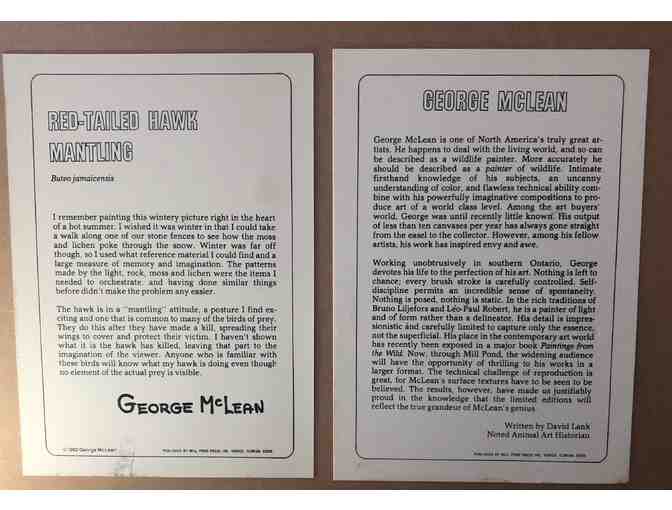 RED-TAILED HAWK
MANTLING
Buteo jamaicensis
I remember painting this wintery picture right in the heart
of a hot summer. I wished it was winter in that I could take
a walk along one of our stone fences to see how the moss
and lichen poke through the snow. Winter was far off
though, so I used what reference material I could find and a
large measure of memory and imagination. The patterns
made by the light, rock, moss and lichen were the items I
needed to orchestrate, and having done similar things
before didn't make the problem any easier.
The hawk is in a "mantling" attitude, a posture I find ex-
citing and one that is common to many of the birds of prey.
They do this after they have made a kill, spreading their
wings to cover and protect their victim. I haven't shown
what it is the hawk has killed, leaving that part to the
imagination of the viewer. Anyone who is familiar with
these birds will know what my hawk is doing even though
no element of the actual prey is visible.
GEORGE McLEAN
George McLean
PUBLISHED BY MILL POND PRESS, INC. VENICE, FLORIDA
GEORGE MCLEAN
George McLean is one of North America's truly great ar-
tists. He happens to deal with the living world, and so can
be described as a wildlife painter. More accurately he
should be described as a painter of wildlife. Intimate
firsthand knowledge of his subjects, an uncanny
understanding of color, and flawless technical ability com-
bine with his powerfully imaginative compositions to pro-
duce art of a world class level. Among the art buyers'
world, George was until recently little known. His output
of less than ten canvases per year has always gone straight
from the easel to the collector. However, among his fellow
artists, his work has inspired envy and awe.
Working unobtrusively in southern Ontario, George
devotes his life to the perfection of his art. Nothing is left to
chance; every brush stroke is carefully controlled. Self-
discipline permits an incredible sense of spontaneity.
Nothing is posed, nothing is static. In the rich traditions of
Bruno Liljefors and Léo-Paul Robert, he is a painter of light
and of form rather than a delineator. His detail is impres-
sionistic and carefully limited to capture only the essence,
not the superficial. His place in the contemporary art world
has recently been exposed in a major book Paintings from
the Wild. Now, through Mill Pond, the widening audience
will have the opportunity of thrilling to his works in a
larger format. The technical challenge of reproduction is
great, for McLean's surface textures have to be seen to be
believed. The results, however, have made us justifiably
proud in the knowledge that the limited editions will
reflect the true grandeur of McLean's genius.
Written by David Lank
Noted Animal Art Historian
PUBLISHED BY MILL POND PRESS, INC. VENICE, FLORIDA